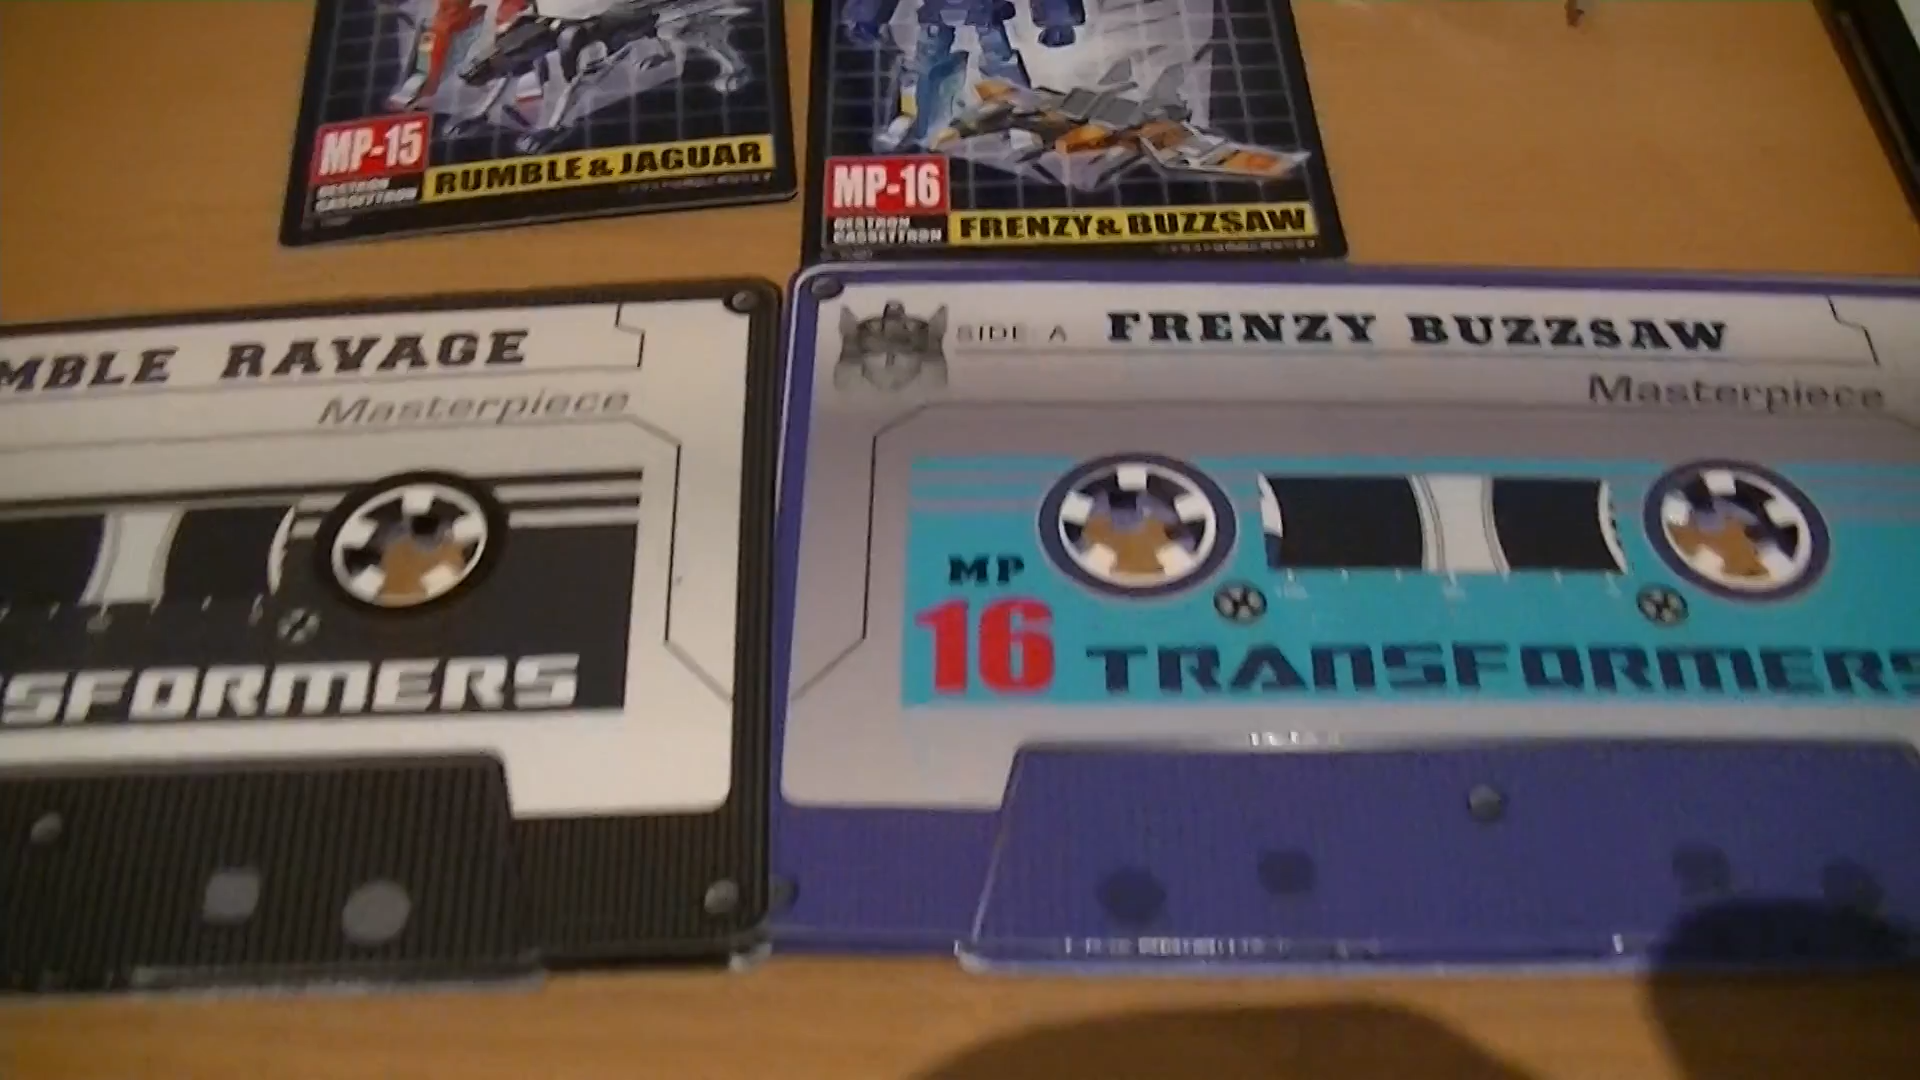 MP-15
DESTRON
CASSETTRON
RUMBLE & JAGUAR
MP-16
DESTRON
CASSETTRON
FRENZY & BUZZSAW
MBLE RAVAGE
Masterpiece
SFORMERS
SIDE-A FRENZY BUZZSAW
Masterpiece
MP
16
TRANSFORMERS